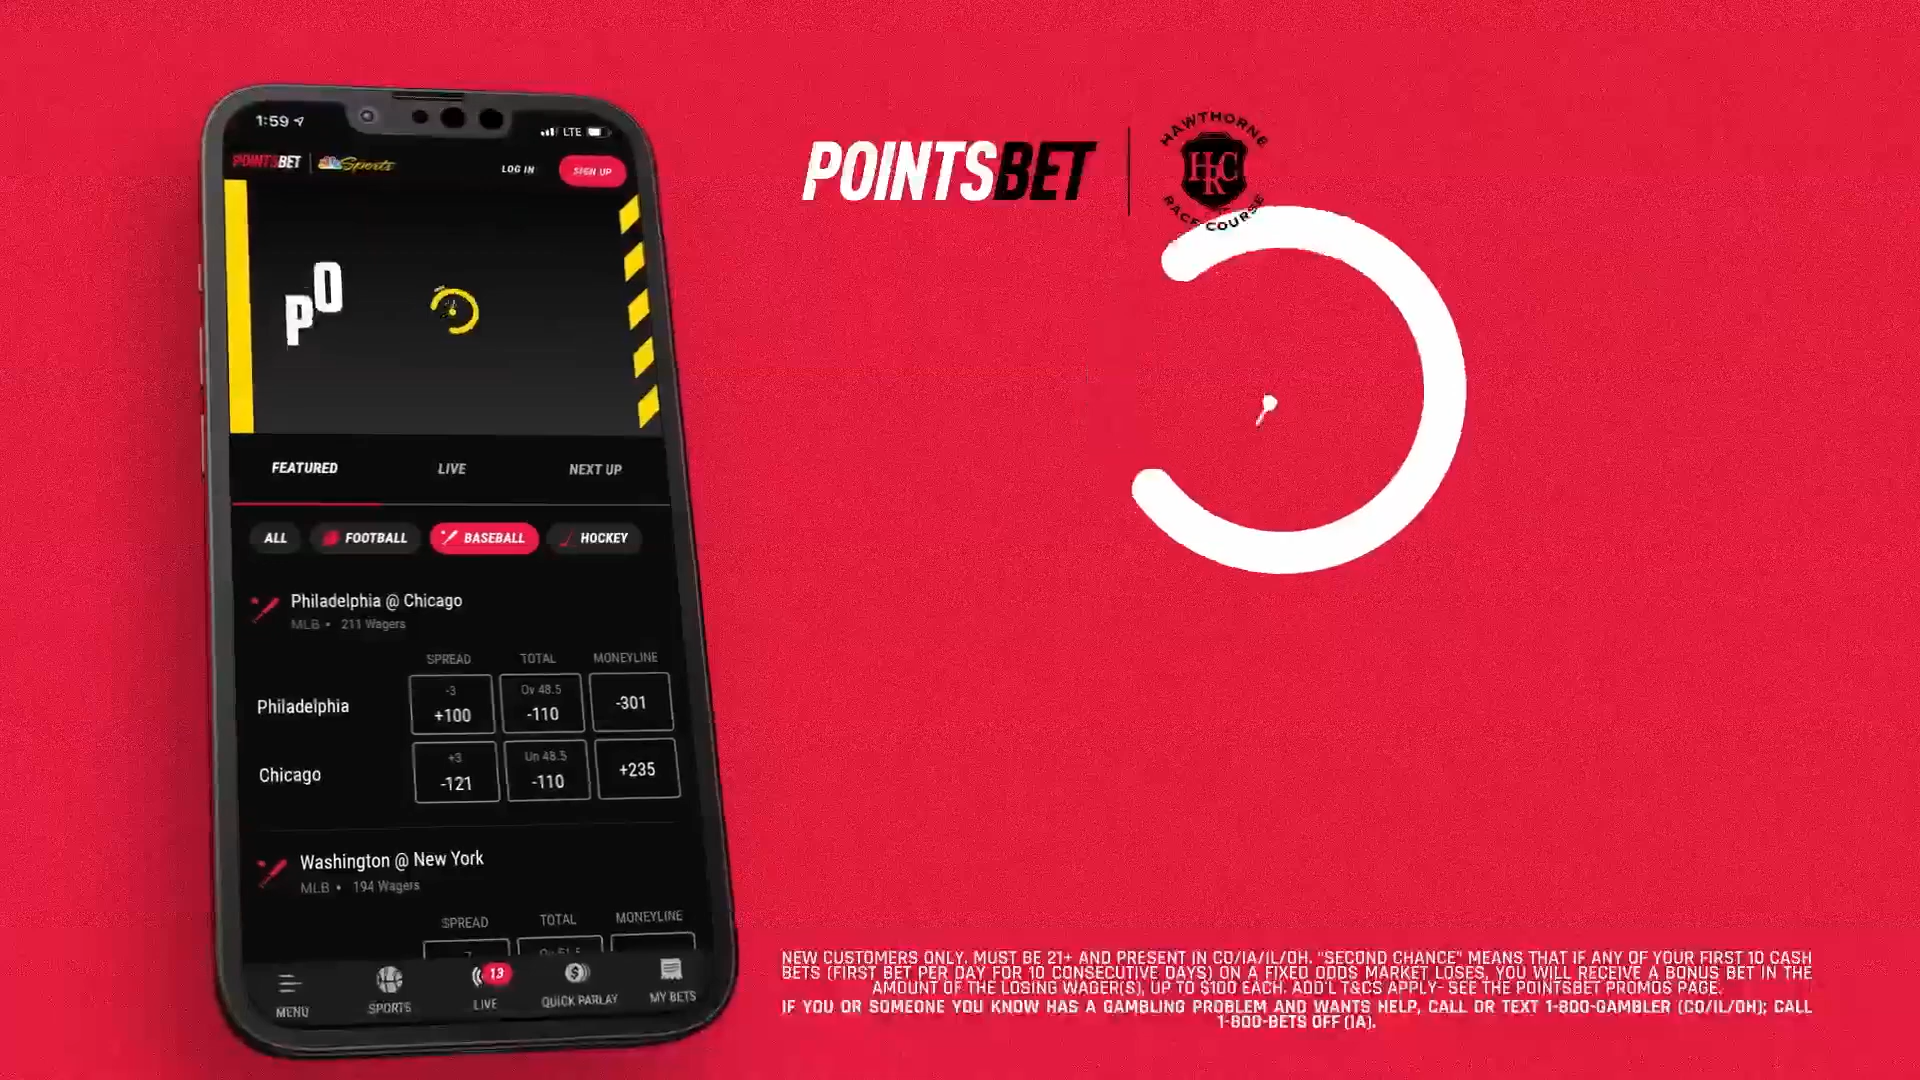 1:59
LTE
POINTSBET
Sports
LOG IN
SIGN UP
PO
FEATURED
LIVE
NEXT UP
ALL
FOOTBALL
BASEBALL
HOCKEY
Philadelphia @ Chicago
MLB • 211 Wagers
SPREAD TOTAL MONEYLINE
-3 Ov 48.5
Philadelphia +100 -110 -301
+3 Un 48.5
Chicago -121 -110 +235
Washington @ New York
MLB • 194 Wagers
SPREAD TOTAL MONEYLINE
13
MENU SPORTS LIVE QUICK PARLAY MY BETS
POINTSBET
HAWTHORNE
HRC
RACE COURSE
NEW CUSTOMERS ONLY. MUST BE 21+ AND PRESENT IN CO/IA/IL/OH. "SECOND CHANCE" MEANS THAT IF ANY OF YOUR FIRST 10 CASH
BETS (FIRST BET PER DAY FOR 10 CONSECUTIVE DAYS) ON A FIXED ODDS MARKET LOSES, YOU WILL RECEIVE A BONUS BET IN THE
AMOUNT OF THE LOSING WAGER(S), UP TO $100 EACH. ADD'L T&CS APPLY- SEE THE POINTSBET PROMOS PAGE.
IF YOU OR SOMEONE YOU KNOW HAS A GAMBLING PROBLEM AND WANTS HELP, CALL OR TEXT 1-800-GAMBLER (CO/IL/OH); CALL
1-800-BETS OFF (IA).